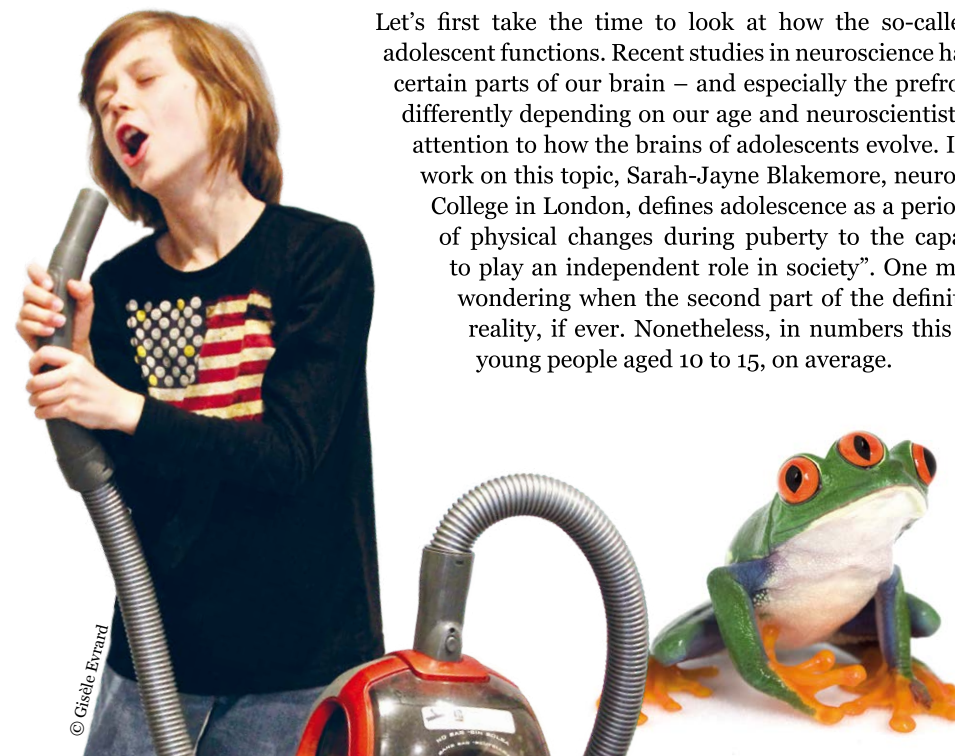 Let’s first take the time to look at how the so-calle
adolescent functions. Recent studies in neuroscience ha
certain parts of our brain – and especially the prefro
differently depending on our age and neuroscientist
attention to how the brains of adolescents evolve. I
work on this topic, Sarah-Jayne Blakemore, neuro
College in London, defines adolescence as a perio
of physical changes during puberty to the capa
to play an independent role in society”. One m
wondering when the second part of the defini
reality, if ever. Nonetheless, in numbers this
young people aged 10 to 15, on average.
© Gisèle Evrard
NO BAG - SIN BOLSA